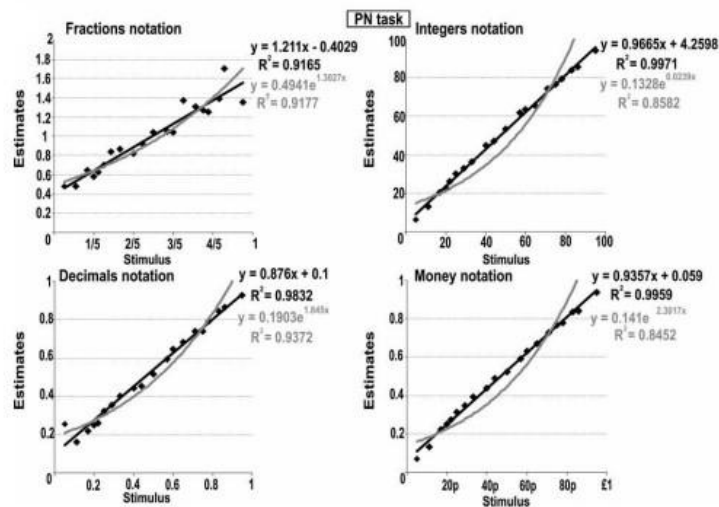 PN task
Fractions notation
y = 1.211x - 0.4029
R² = 0.9165
y = 0.4941e^1.3627x
R² = 0.9177
2
1.8
1.6
1.4
1.2
1
0.8
0.6
0.4
0.2
Estimates
1/5 2/5 3/5 4/5 1
Stimulus
Integers notation
y = 0.9665x + 4.2598
R² = 0.9971
y = 0.1328e^0.0239x
R² = 0.8582
100
80
60
40
20
0
Estimates
20 40 60 80 100
Stimulus
Decimals notation
y = 0.876x + 0.1
R² = 0.9832
y = 0.1903e^1.845x
R² = 0.9372
1
0.8
0.6
0.4
0.2
0
Estimates
0.2 0.4 0.6 0.8 1
Stimulus
Money notation
y = 0.9357x + 0.059
R² = 0.9959
y = 0.141e^2.3017x
R² = 0.8452
1
0.8
0.6
0.4
0.2
0
Estimates
20p 40p 60p 80p £1
Stimulus